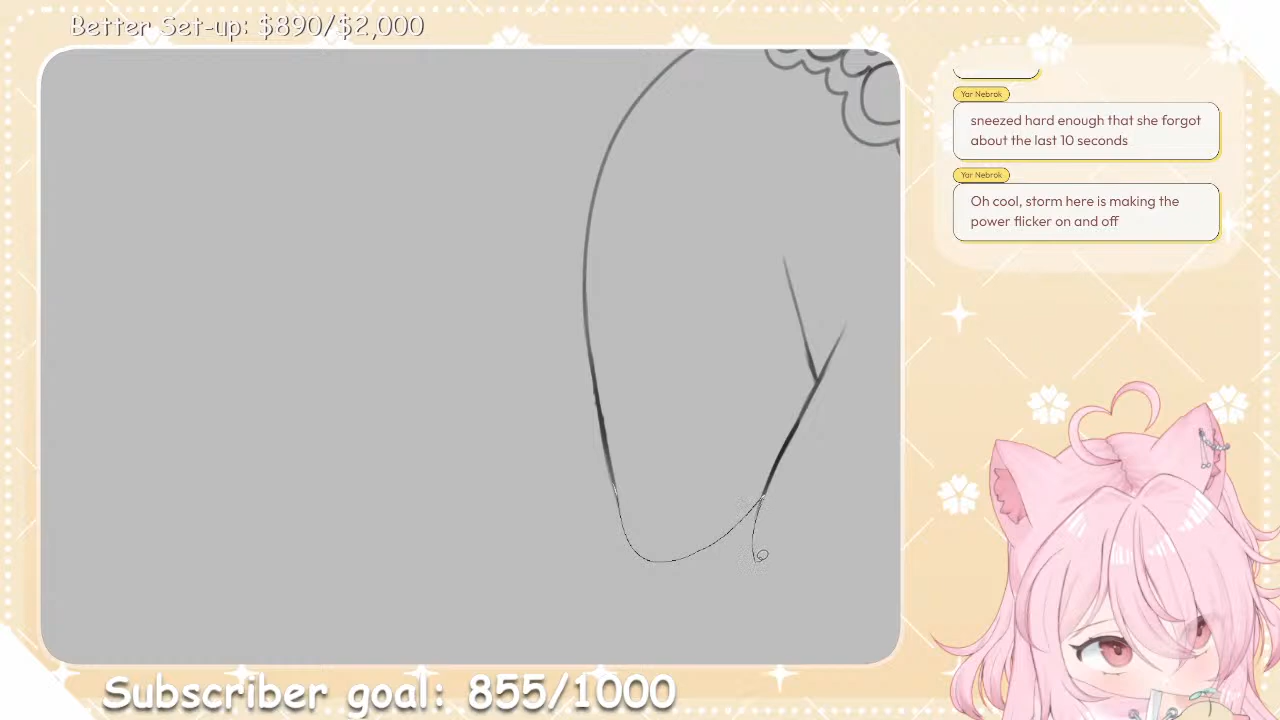 Better Set-up: $890/$2,000
Yar Nebrok
sneezed hard enough that she forgot
about the last 10 seconds
Yar Nebrok
Oh cool, storm here is making the
power flicker on and off
Subscriber goal: 855/1000